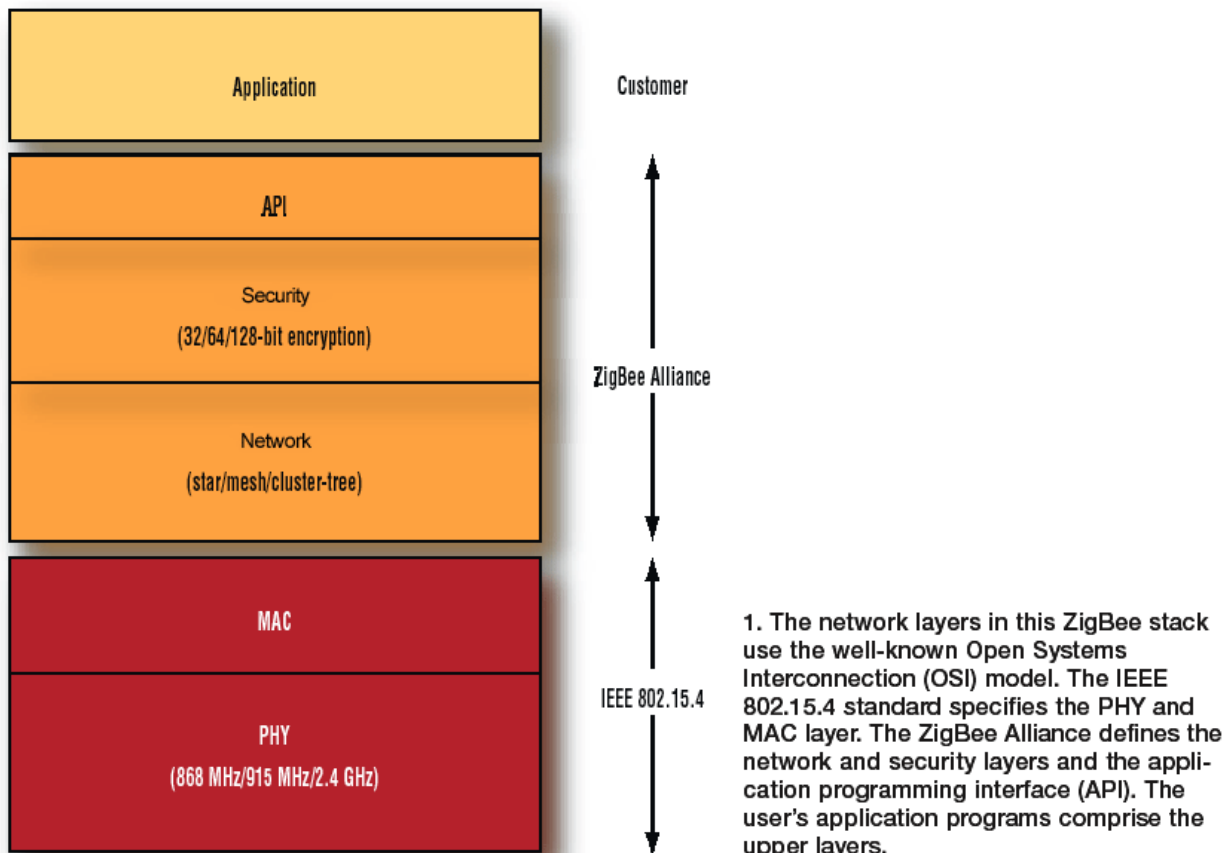 Application
Customer
API
Security
(32/64/128-bit encryption)
ZigBee Alliance
Network
(star/mesh/cluster-tree)
MAC
IEEE 802.15.4
PHY
(868 MHz/915 MHz/2.4 GHz)
1. The network layers in this ZigBee stack
use the well-known Open Systems
Interconnection (OSI) model. The IEEE
802.15.4 standard specifies the PHY and
MAC layer. The ZigBee Alliance defines the
network and security layers and the appli-
cation programming interface (API). The
user's application programs comprise the
upper layers.